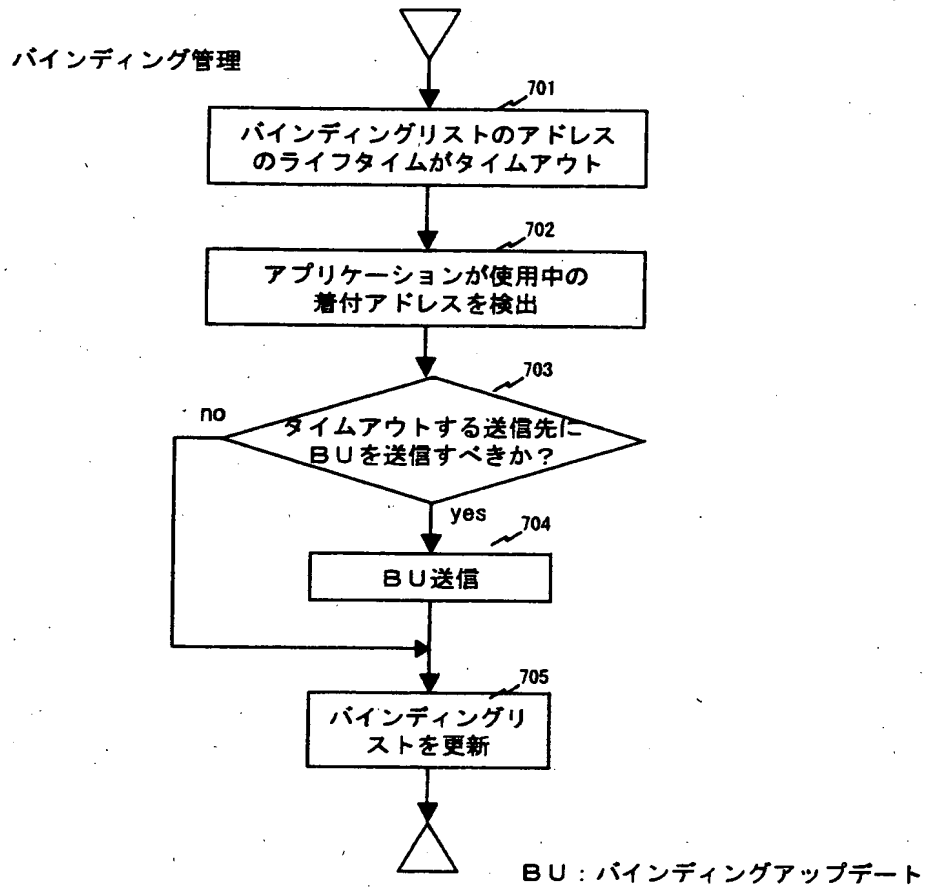 バインディング管理
701
バインディングリストのアドレス
のライフタイムがタイムアウト
702
アプリケーションが使用中の
着付アドレスを検出
703
no
タイムアウトする送信先に
BUを送信すべきか？
yes
704
BU送信
705
バインディングリ
ストを更新
BU：バインディングアップデート